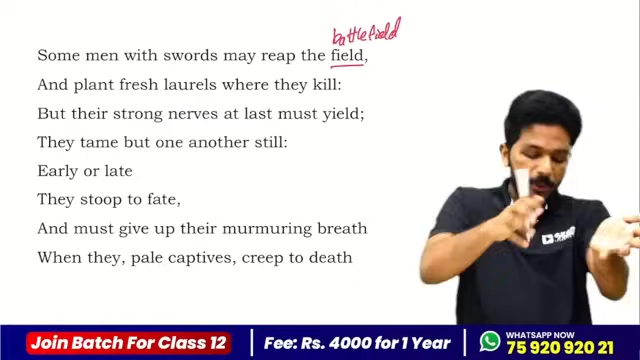 battlefield
Some men with swords may reap the field,
And plant fresh laurels where they kill:
But their strong nerves at last must yield;
They tame but one another still:
Early or late
They stoop to fate,
And must give up their murmuring breath
When they, pale captives, creep to death
Join Batch For Class 12
Fee: Rs. 4000 for 1 Year
WHATSAPP NOW
75 920 920 21